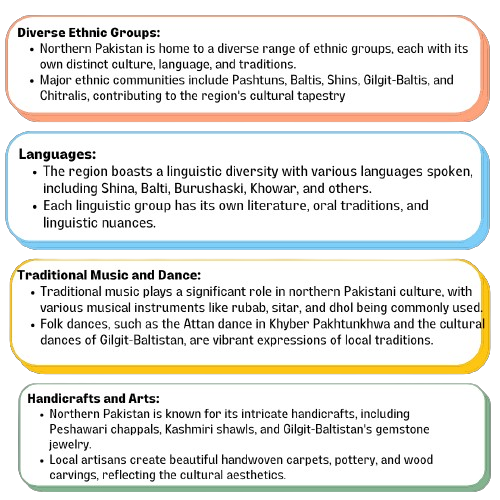 Diverse Ethnic Groups:
• Northern Pakistan is home to a diverse range of ethnic groups, each with its
own distinct culture, language, and traditions.
• Major ethnic communities include Pashtuns, Baltis, Shins, Gilgit-Baltis, and
Chitralis, contributing to the region's cultural tapestry
Languages:
• The region boasts a linguistic diversity with various languages spoken,
including Shina, Balti, Burushaski, Khowar, and others.
• Each linguistic group has its own literature, oral traditions, and
linguistic nuances.
Traditional Music and Dance:
• Traditional music plays a significant role in northern Pakistani culture, with
various musical instruments like rubab, sitar, and dhol being commonly used.
• Folk dances, such as the Attan dance in Khyber Pakhtunkhwa and the cultural
dances of Gilgit-Baltistan, are vibrant expressions of local traditions.
Handicrafts and Arts:
• Northern Pakistan is known for its intricate handicrafts, including
Peshawari chappals, Kashmiri shawls, and Gilgit-Baltistan's gemstone
jewelry.
• Local artisans create beautiful handwoven carpets, pottery, and wood
carvings, reflecting the cultural aesthetics.